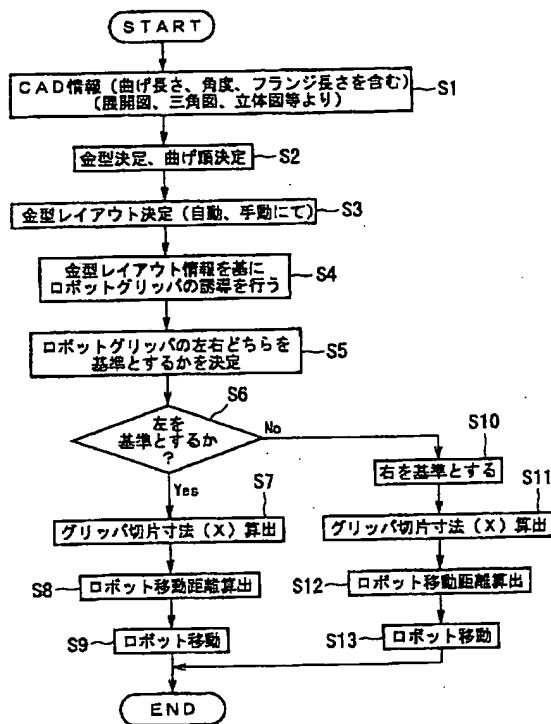 START
CAD情報(曲げ長さ、角度、フランジ長さを含む)
(展開図、三角図、立体図等より)
S1
金型決定、曲げ順決定
S2
金型レイアウト決定(自動、手動にて)
S3
金型レイアウト情報を基に
ロボットグリッパの誘導を行う
S4
ロボットグリッパの左右どちらを
基準とするかを決定
S5
S6
左を
基準とするか
?
No
Yes
S10
右を基準とする
S7
グリッパ切片寸法(X)算出
S11
グリッパ切片寸法(X)算出
S8
ロボット移動距離算出
S12
ロボット移動距離算出
S9
ロボット移動
S13
ロボット移動
END